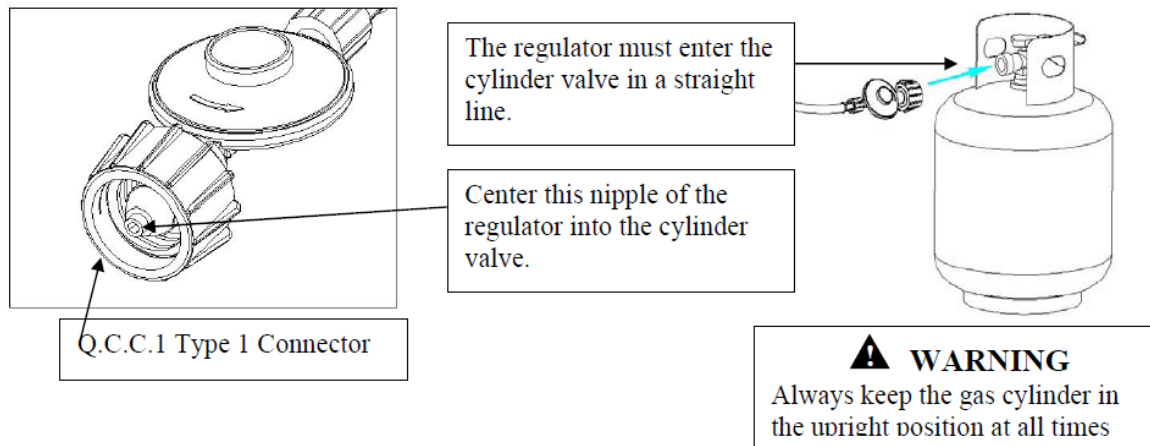 The regulator must enter the
cylinder valve in a straight
line.
Center this nipple of the
regulator into the cylinder
valve.
Q.C.C.1 Type 1 Connector
WARNING
Always keep the gas cylinder in
the upright position at all times